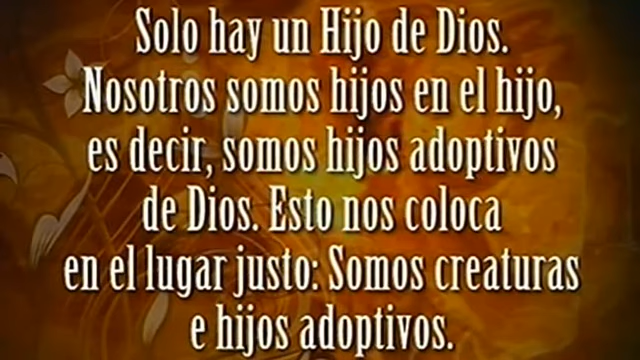 Solo hay un Hijo de Dios.
Nosotros somos hijos en el hijo,
es decir, somos hijos adoptivos
de Dios. Esto nos coloca
en el lugar justo: Somos creaturas
e hijos adoptivos.